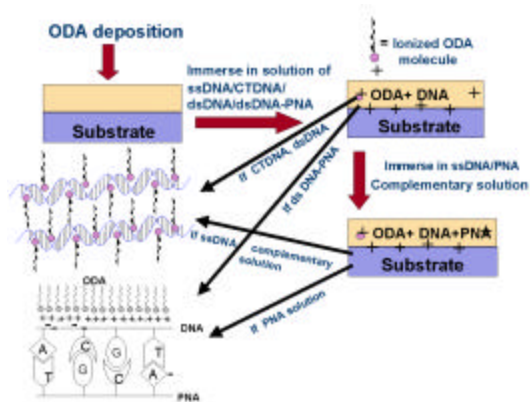 ODA deposition
Immerse in solution of
ssDNA/CTDNA/
dsDNA/dsDNA-PNA
Substrate
= Ionized ODA
molecule
+
+ ODA+ DNA +
+ + + +
Substrate
Immerse in ssDNA/PNA
Complementary solution
+ ODA+ DNA+PNA
+ + + +
Substrate
If CTDNA, dsDNA
If ds DNA-PNA
If ssDNA complementary
solution
If PNA solution
ODA
DNA
A C G T
T G C A
PNA